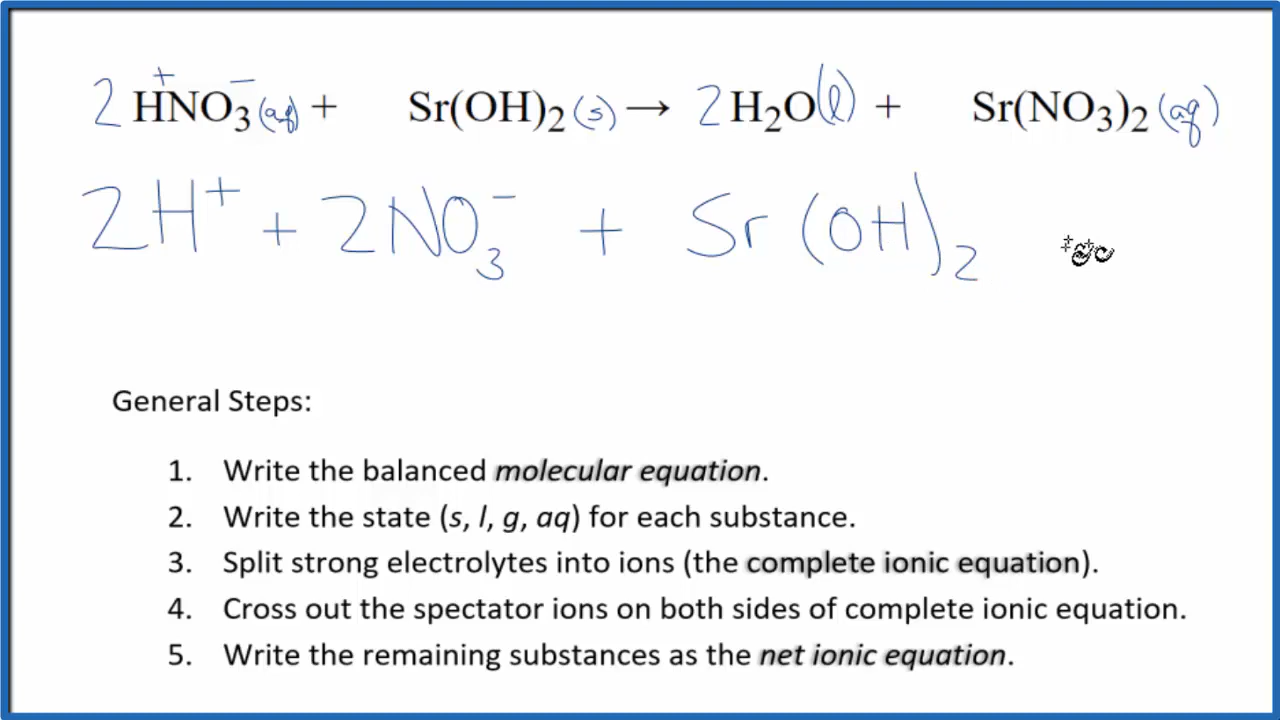 2 H⁺NO₃⁻(aq) + Sr(OH)₂(s) → 2H₂O(l) + Sr(NO₃)₂(aq)
2H⁺ + 2NO₃⁻ + Sr(OH)₂
General Steps:
1. Write the balanced molecular equation.
2. Write the state (s, l, g, aq) for each substance.
3. Split strong electrolytes into ions (the complete ionic equation).
4. Cross out the spectator ions on both sides of complete ionic equation.
5. Write the remaining substances as the net ionic equation.